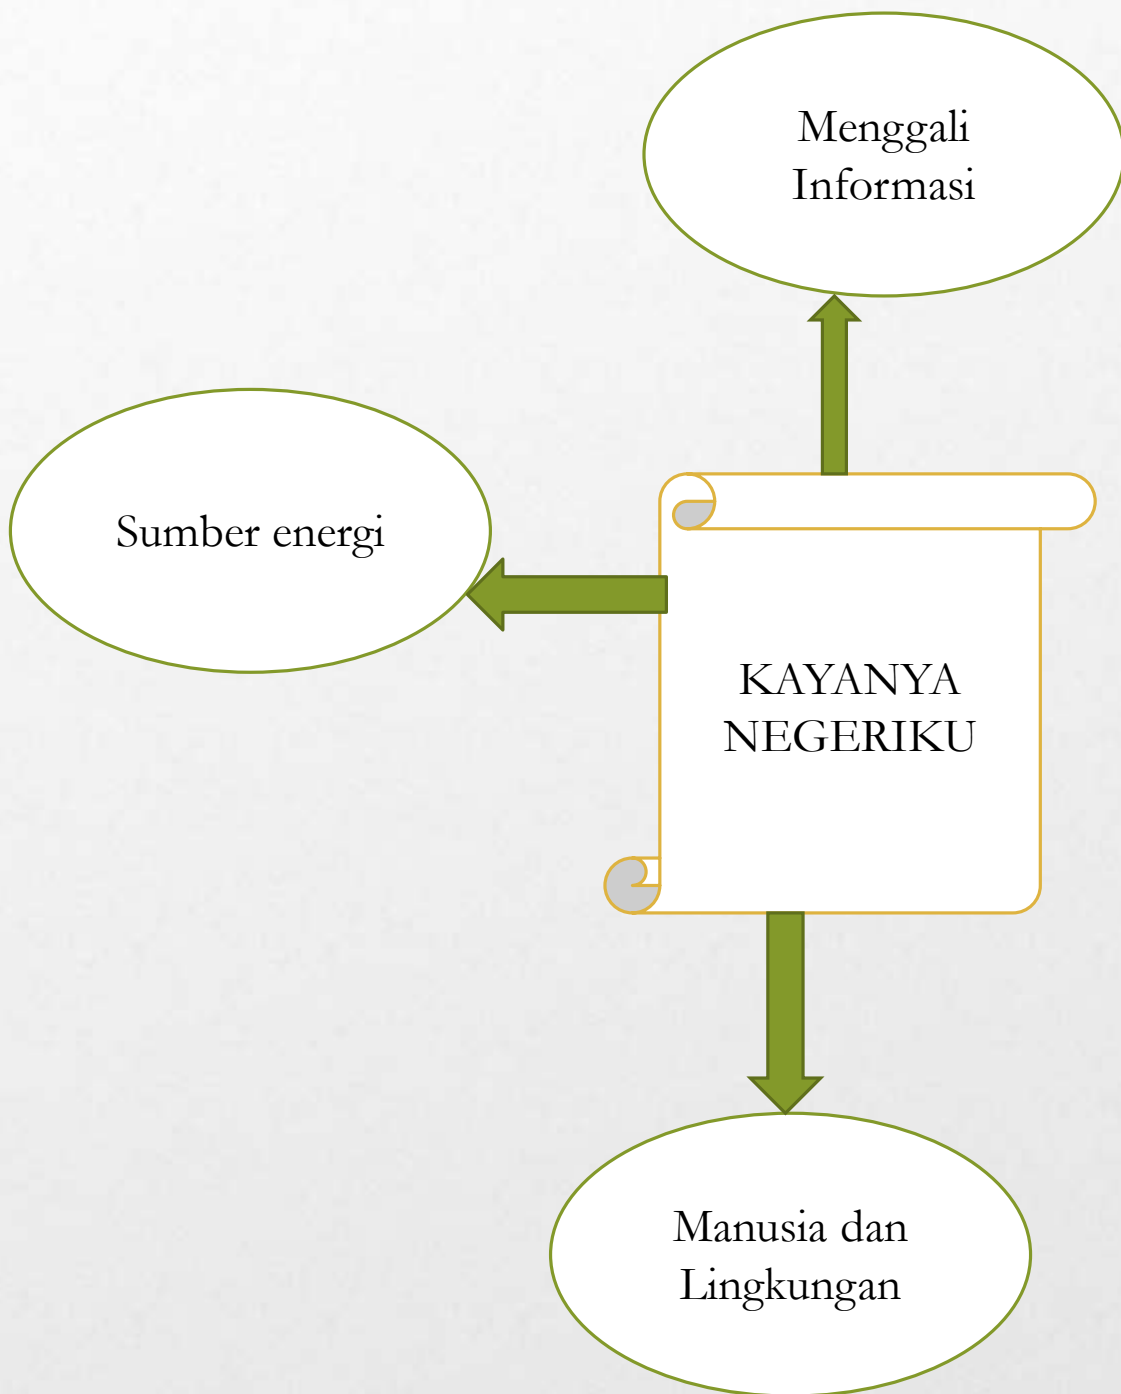 Menggali
Informasi
Sumber energi
KAYANYA
NEGERIKU
Manusia dan
Lingkungan